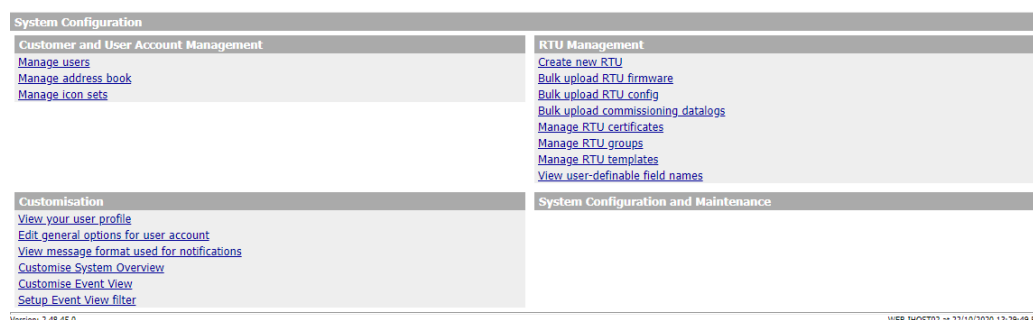 System Configuration
Customer and User Account Management
Manage users
Manage address book
Manage icon sets
RTU Management
Create new RTU
Bulk upload RTU firmware
Bulk upload RTU config
Bulk upload commissioning datalogs
Manage RTU certificates
Manage RTU groups
Manage RTU templates
View user-definable field names
Customisation
View your user profile
Edit general options for user account
View message format used for notifications
Customise System Overview
Customise Event View
Setup Event View filter
System Configuration and Maintenance